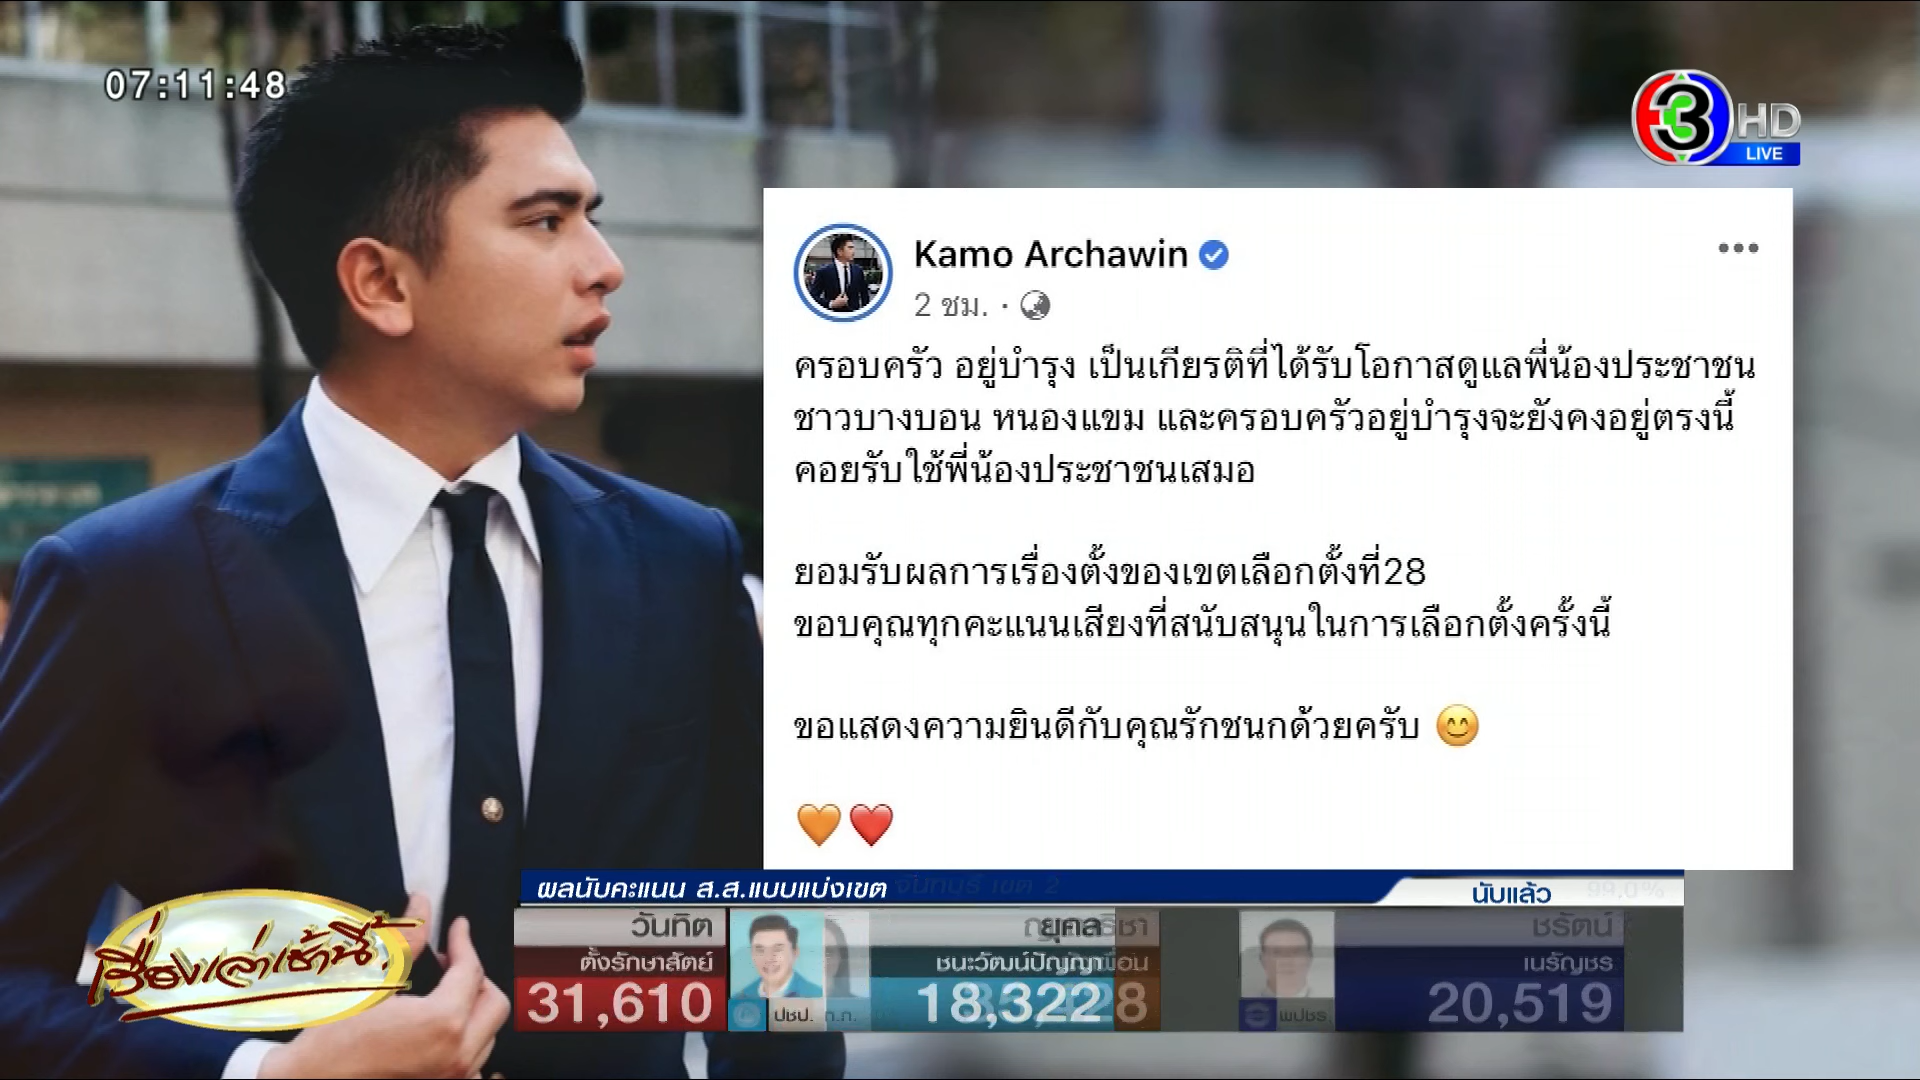 07:11:48
3 HD
LIVE
Kamo Archawin
2 ชม. ·
ครอบครัว อยู่บำรุง เป็นเกียรติที่ได้รับโอกาสดูแลพี่น้องประชาชน
ชาวบางบอน หนองแขม และครอบครัวอยู่บำรุงจะยังคงอยู่ตรงนี้
คอยรับใช้พี่น้องประชาชนเสมอ
ยอมรับผลการเรื่องตั้งของเขตเลือกตั้งที่28
ขอบคุณทุกคะแนนเสียงที่สนับสนุนในการเลือกตั้งครั้งนี้
ขอแสดงความยินดีกับคุณรักชนกด้วยครับ 😊
🧡❤️
ผลนับคะแนน ส.ส.แบบแบ่งเขต จันทบุรี เขต 2
นับแล้ว 99.0%
วันทิต
ตั้งรักษาสัตย์
31,610
ปชป.
ก.ก.
ยุคล
ชนะวัฒน์ปัญญา
18,322
พปชร.
ชรัตน์
เนรัญชร
20,519
เรื่องเล่าเช้านี้